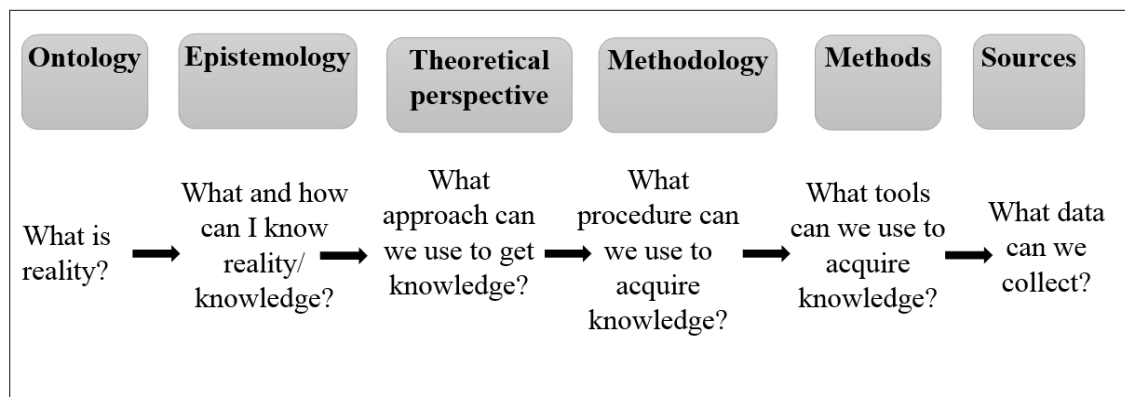 Ontology
Epistemology
Theoretical
perspective
Methodology
Methods
Sources
What is
reality?
What and how
can I know
reality/
knowledge?
What
approach can
we use to get
knowledge?
What
procedure can
we use to
acquire
knowledge?
What tools
can we use to
acquire
knowledge?
What data
can we
collect?